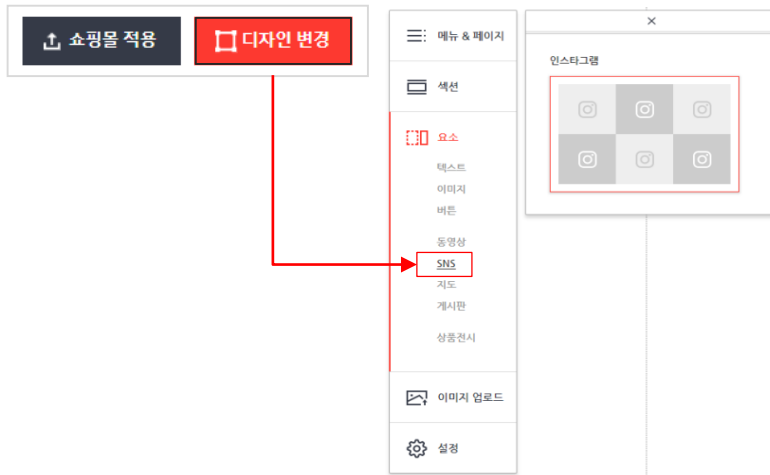 쇼핑몰 적용
디자인 변경
메뉴 & 페이지
섹션
요소
텍스트
이미지
버튼
동영상
SNS
지도
게시판
상품전시
이미지 업로드
설정
인스타그램